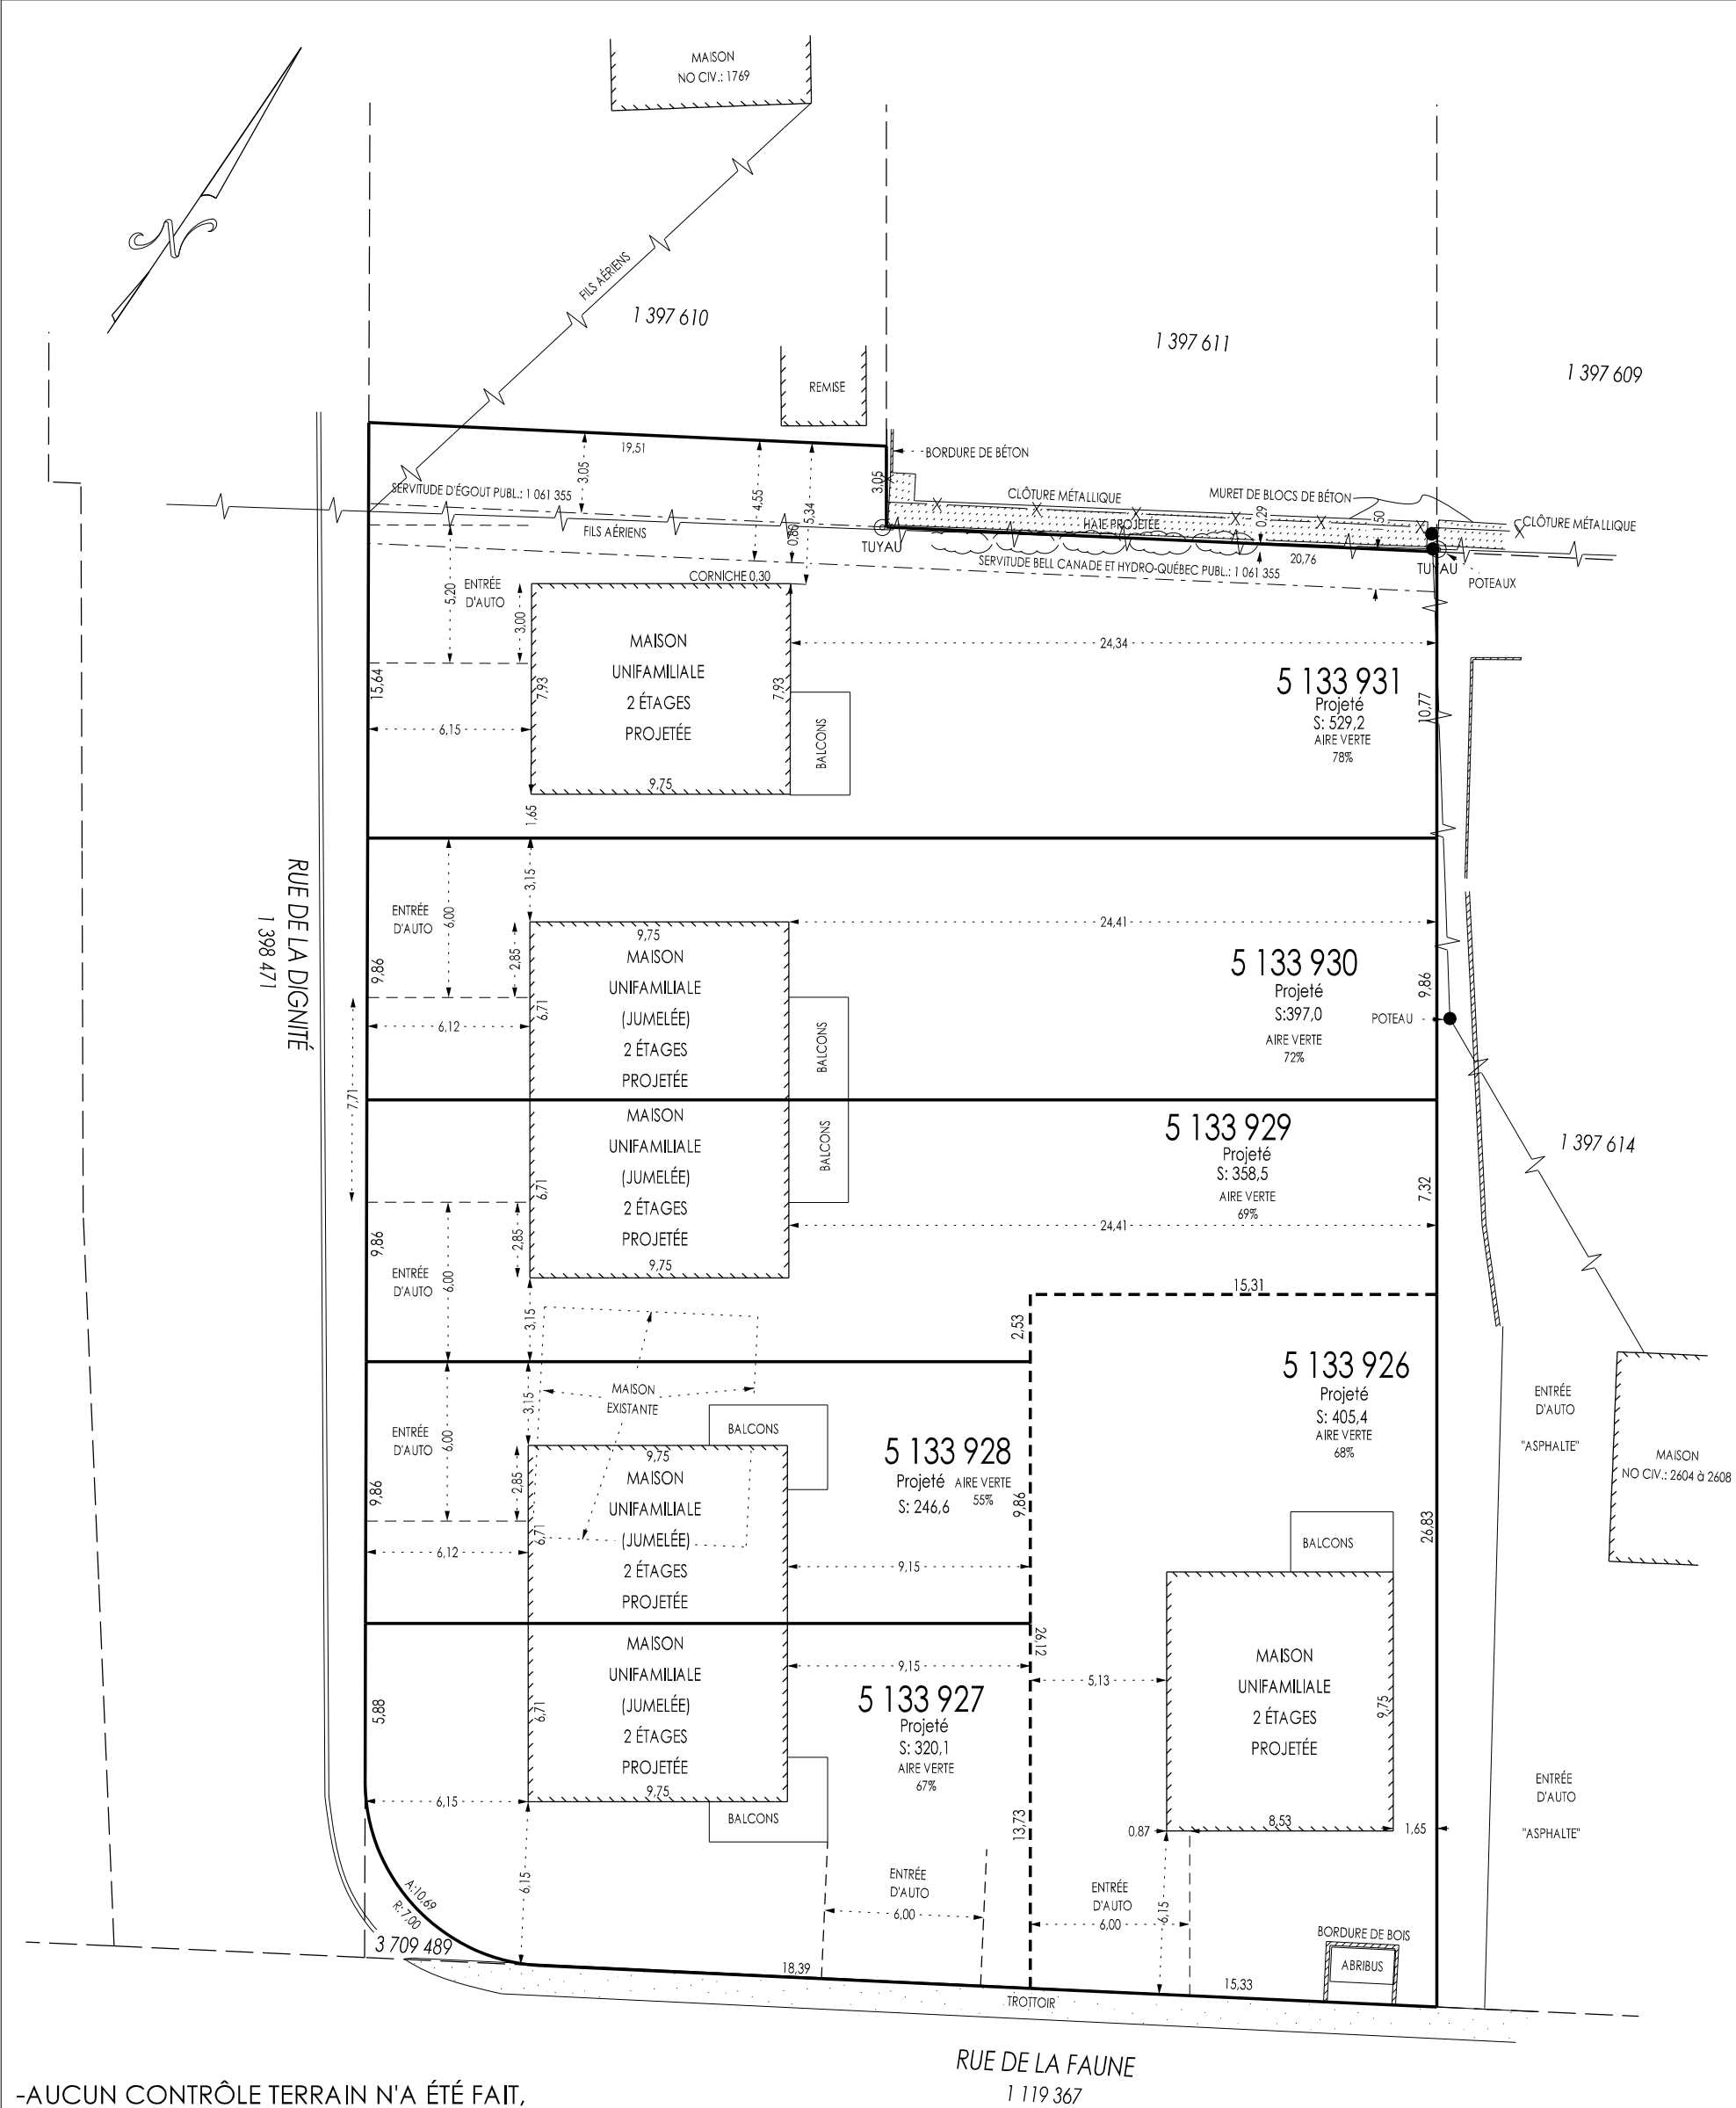 MAISON
NO CIV.: 1769
N
FILS AÉRIENS
1 397 610
1 397 611
1 397 609
REMISE
19,51
3,05
4,55
5,34
0,80
3,05
BORDURE DE BÉTON
CLÔTURE MÉTALLIQUE
MURET DE BLOCS DE BÉTON
CLÔTURE MÉTALLIQUE
SERVITUDE D'ÉGOUT PUBL.: 1 061 355
FILS AÉRIENS
TUYAU
HAIE PROJETÉE
0,29
1,50
20,76
SERVITUDE BELL CANADE ET HYDRO-QUÉBEC PUBL.: 1 061 355
TUYAU
POTEAUX
CORNICHE 0,30
5,20
ENTRÉE
D'AUTO
3,00
15,64
6,15
7,93
MAISON
UNIFAMILIALE
2 ÉTAGES
PROJETÉE
7,93
9,75
BALCONS
24,34
5 133 931
Projeté
S: 529,2
AIRE VERTE
78%
10,77
1,65
RUE DE LA DIGNITÉ
1 398 471
3,15
ENTRÉE
D'AUTO
6,00
2,85
9,86
6,12
7,71
9,75
MAISON
UNIFAMILIALE
(JUMELÉE)
2 ÉTAGES
PROJETÉE
6,71
BALCONS
24,41
5 133 930
Projeté
S:397,0
AIRE VERTE
72%
9,86
POTEAU
MAISON
UNIFAMILIALE
(JUMELÉE)
2 ÉTAGES
PROJETÉE
6,71
9,75
BALCONS
5 133 929
Projeté
S: 358,5
AIRE VERTE
69%
7,32
24,41
1 397 614
9,86
2,85
ENTRÉE
D'AUTO
6,00
3,15
15,31
2,53
MAISON
EXISTANTE
3,15
ENTRÉE
D'AUTO
6,00
2,85
9,86
6,12
BALCONS
9,75
MAISON
UNIFAMILIALE
(JUMELÉE)
2 ÉTAGES
PROJETÉE
6,71
5 133 928
Projeté AIRE VERTE
S: 246,6 55%
9,86
9,15
5 133 926
Projeté
S: 405,4
AIRE VERTE
68%
26,83
ENTRÉE
D'AUTO
"ASPHALTE"
MAISON
NO CIV.: 2604 à 2608
BALCONS
MAISON
UNIFAMILIALE
(JUMELÉE)
2 ÉTAGES
PROJETÉE
6,71
9,75
5,88
6,15
BALCONS
9,15
5 133 927
Projeté
S: 320,1
AIRE VERTE
67%
26,12
5,13
MAISON
UNIFAMILIALE
2 ÉTAGES
PROJETÉE
9,75
8,53
0,87
1,65
ENTRÉE
D'AUTO
"ASPHALTE"
13,73
6,15
ENTRÉE
D'AUTO
6,00
ENTRÉE
D'AUTO
6,00
6,15
A:10,69
R: 7,00
3 709 489
18,39
15,33
BORDURE DE BOIS
ABRIBUS
TROTTOIR
RUE DE LA FAUNE
1 119 367
-AUCUN CONTRÔLE TERRAIN N'A ÉTÉ FAIT,